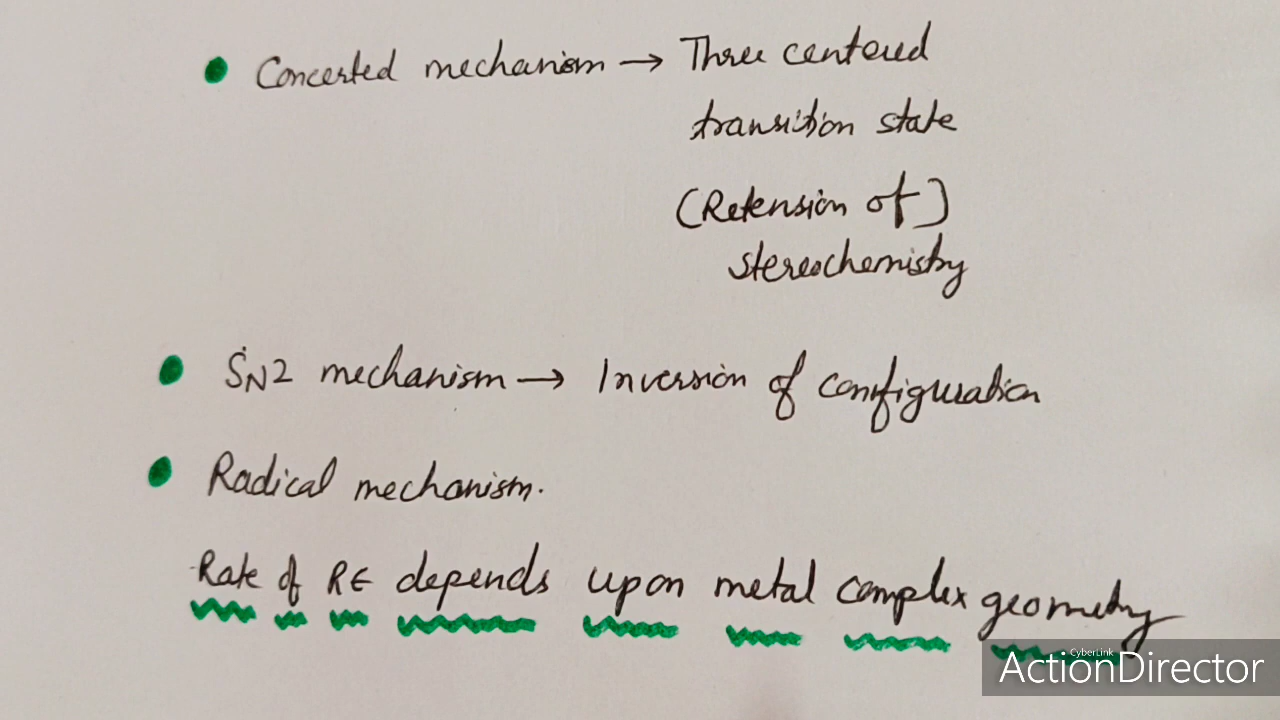 Concerted mechanism → Three centered
transition state
(Retension of)
stereochemistry
SN2 mechanism → Inversion of configuration
Radical mechanism.
Rate of RE depends upon metal complex geometry
CyberLink
ActionDirector